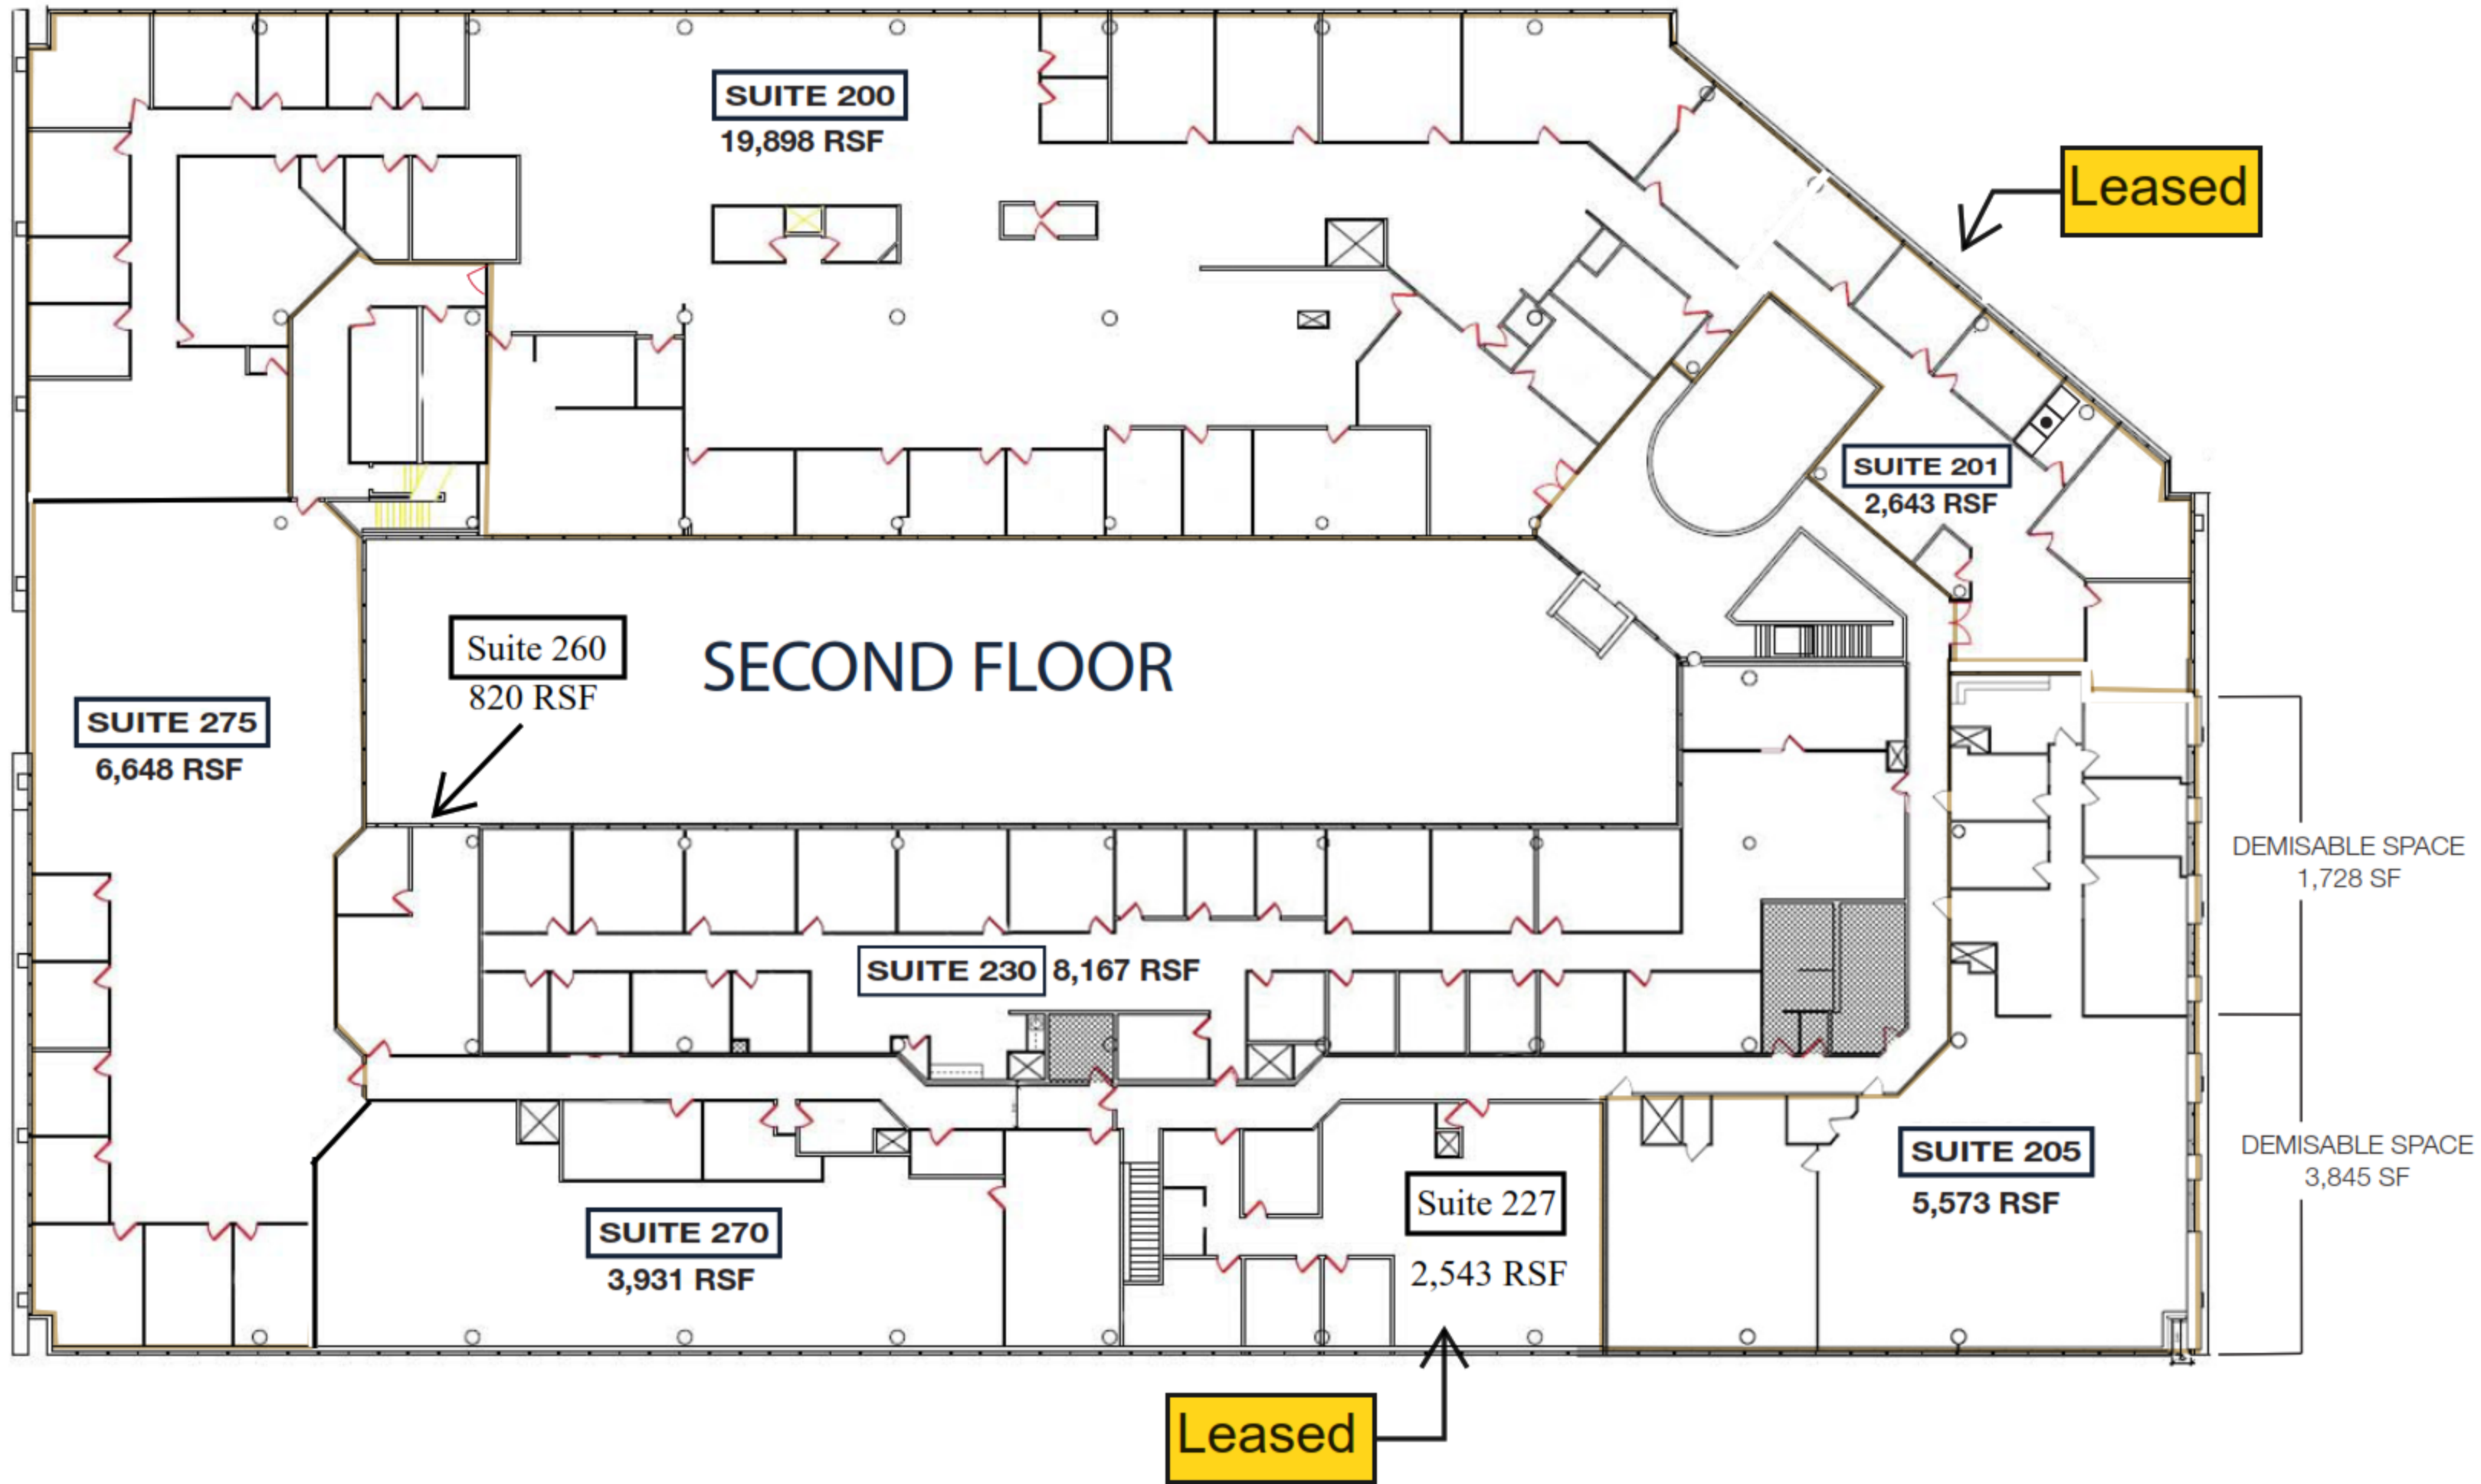 SUITE 200
19,898 RSF
Leased
SUITE 201
2,643 RSF
Suite 260
820 RSF
SECOND FLOOR
SUITE 275
6,648 RSF
DEMISABLE SPACE
1,728 SF
SUITE 230 8,167 RSF
SUITE 205
5,573 RSF
DEMISABLE SPACE
3,845 SF
Suite 227
2,543 RSF
SUITE 270
3,931 RSF
Leased